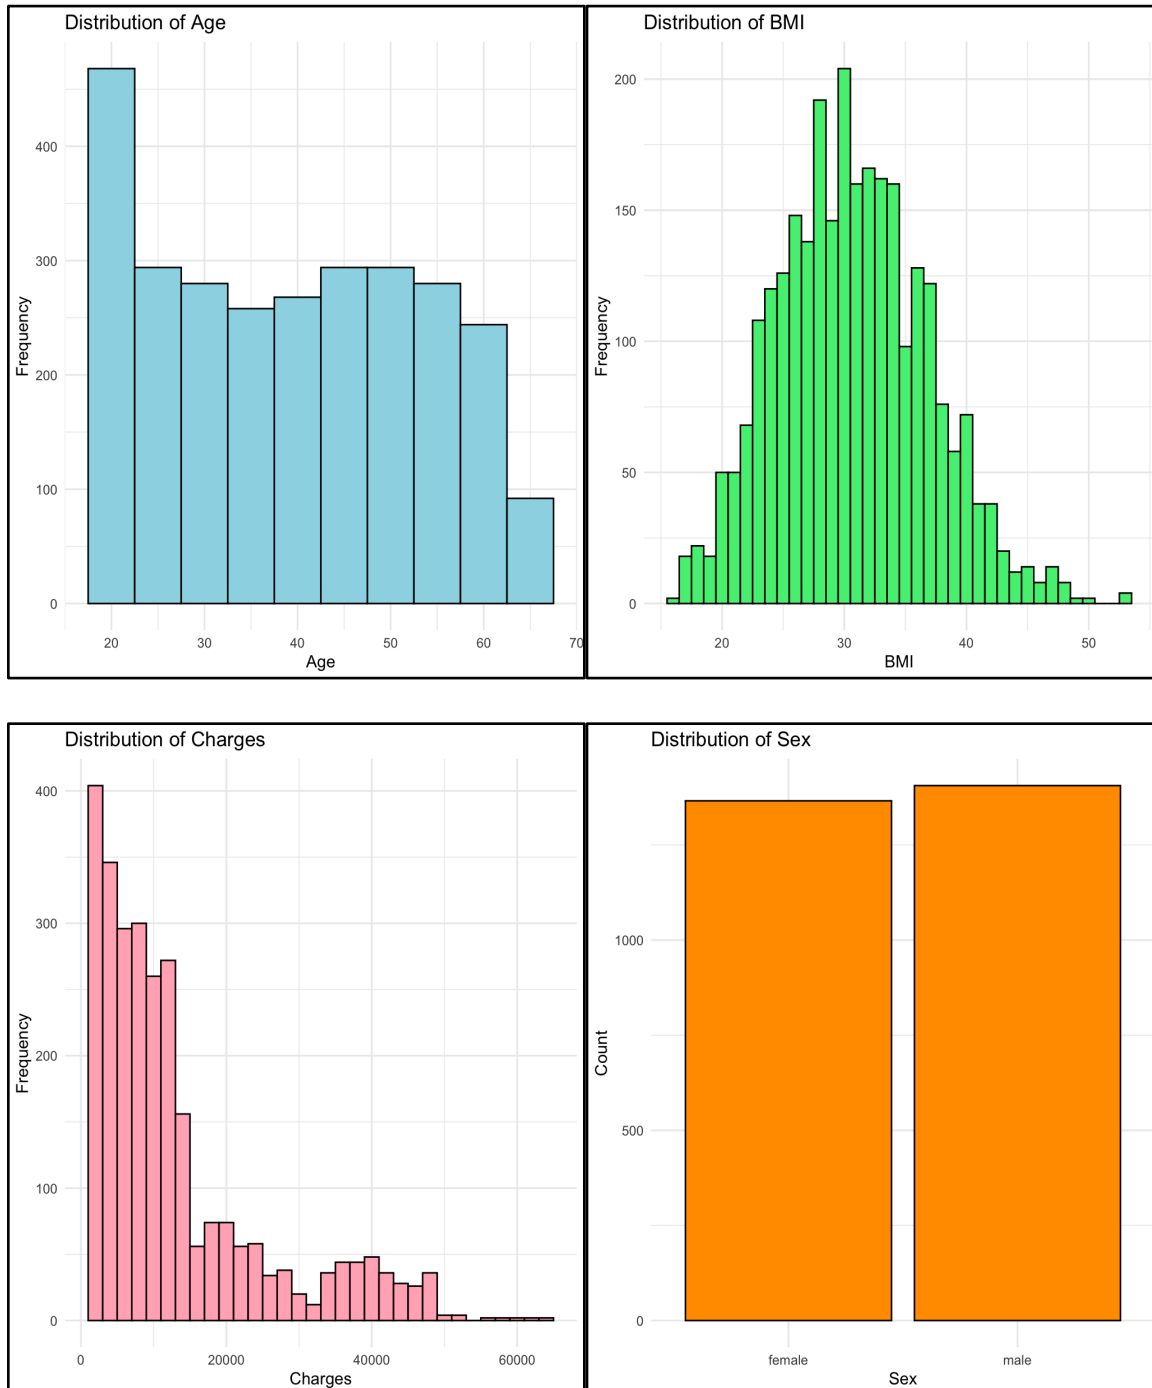 Distribution of Age
Frequency
400
300
200
100
0
20 30 40 50 60 70
Age
Distribution of BMI
Frequency
200
150
100
50
0
20 30 40 50
BMI
Distribution of Charges
Frequency
400
300
200
100
0
0 20000 40000 60000
Charges
Distribution of Sex
Count
1000
500
0
female male
Sex